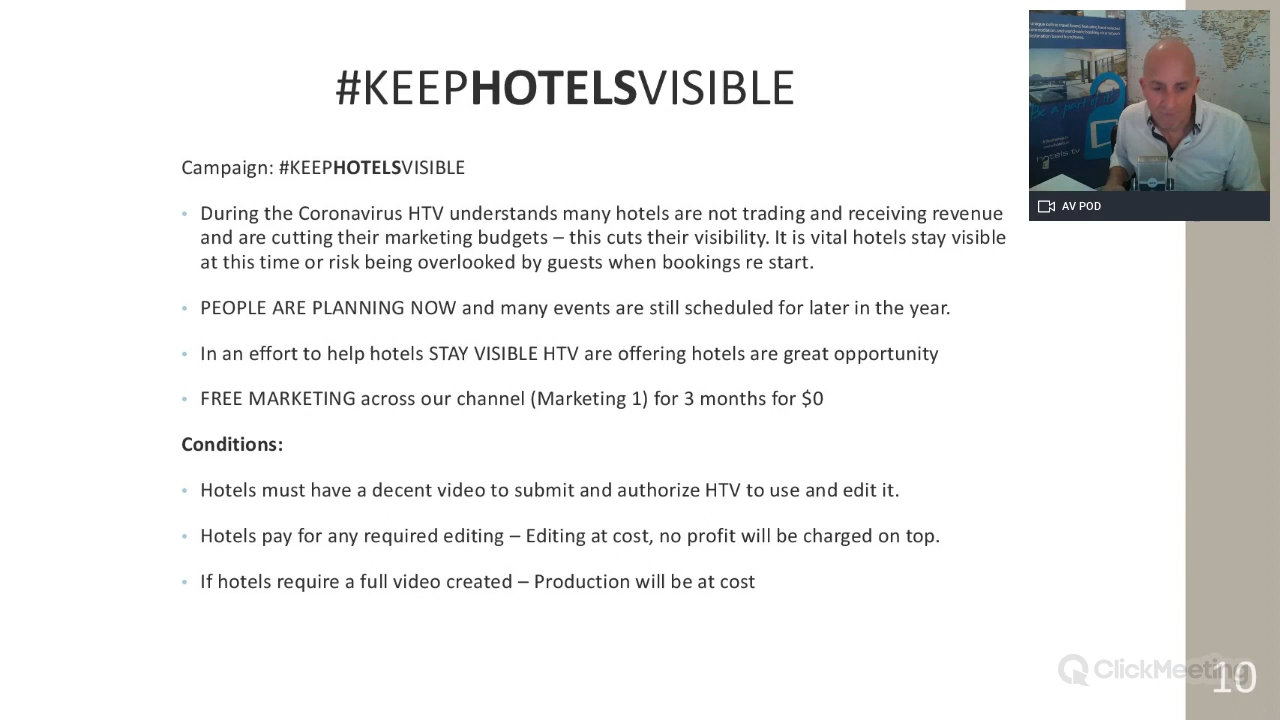 #KEEPHOTELSVISIBLE
Campaign: #KEEPHOTELSVISIBLE
• During the Coronavirus HTV understands many hotels are not trading and receiving revenue
and are cutting their marketing budgets – this cuts their visibility. It is vital hotels stay visible
at this time or risk being overlooked by guests when bookings re start.
• PEOPLE ARE PLANNING NOW and many events are still scheduled for later in the year.
• In an effort to help hotels STAY VISIBLE HTV are offering hotels are great opportunity
• FREE MARKETING across our channel (Marketing 1) for 3 months for $0
Conditions:
• Hotels must have a decent video to submit and authorize HTV to use and edit it.
• Hotels pay for any required editing – Editing at cost, no profit will be charged on top.
• If hotels require a full video created – Production will be at cost
Be a part of it!
hotels tv
AV POD
ClickMeeting
10